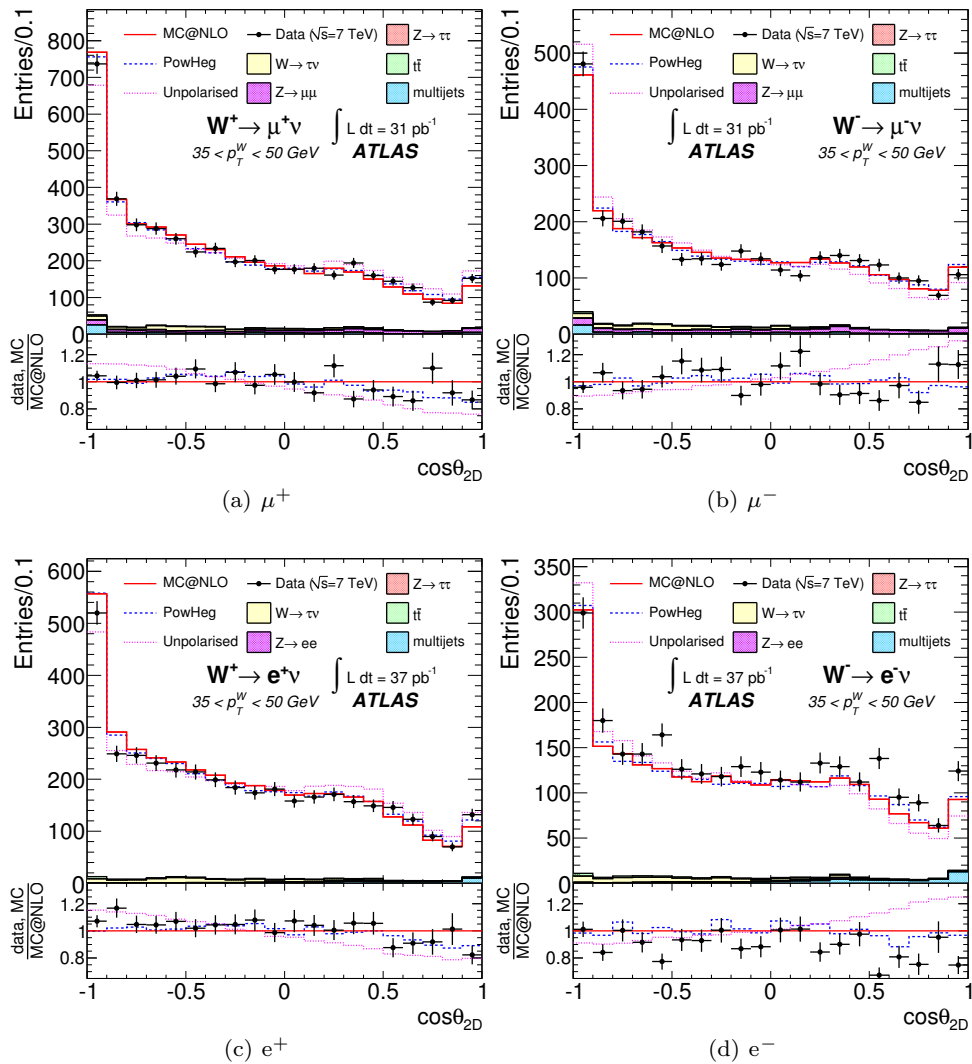 Entries/0.1
800
700
600
500
400
300
200
100
0
MC@NLO
PowHeg
Unpolarised
Data (√s=7 TeV)
W→τν
Z→μμ
Z→ττ
tt̄
multijets
W⁺→μ⁺ν
35 < p_T^W < 50 GeV
∫ L dt = 31 pb⁻¹
ATLAS
data, MC
MC@NLO
1.2
1
0.8
-1 -0.5 0 0.5 1
cosθ2D
(a) μ⁺
Entries/0.1
500
400
300
200
100
0
MC@NLO
PowHeg
Unpolarised
Data (√s=7 TeV)
W→τν
Z→μμ
Z→ττ
tt̄
multijets
∫ L dt = 31 pb⁻¹
ATLAS
W⁻→μ⁻ν
35 < p_T^W < 50 GeV
data, MC
MC@NLO
1.2
1
0.8
-1 -0.5 0 0.5 1
cosθ2D
(b) μ⁻
Entries/0.1
600
500
400
300
200
100
0
MC@NLO
PowHeg
Unpolarised
Data (√s=7 TeV)
W→τν
Z→ee
Z→ττ
tt̄
multijets
W⁺→e⁺ν
35 < p_T^W < 50 GeV
∫ L dt = 37 pb⁻¹
ATLAS
data, MC
MC@NLO
1.2
1
0.8
-1 -0.5 0 0.5 1
cosθ2D
(c) e⁺
Entries/0.1
350
300
250
200
150
100
50
0
MC@NLO
PowHeg
Unpolarised
Data (√s=7 TeV)
W→τν
Z→ee
Z→ττ
tt̄
multijets
∫ L dt = 37 pb⁻¹
ATLAS
W⁻→e⁻ν
35 < p_T^W < 50 GeV
data, MC
MC@NLO
1.2
1
0.8
-1 -0.5 0 0.5 1
cosθ2D
(d) e⁻